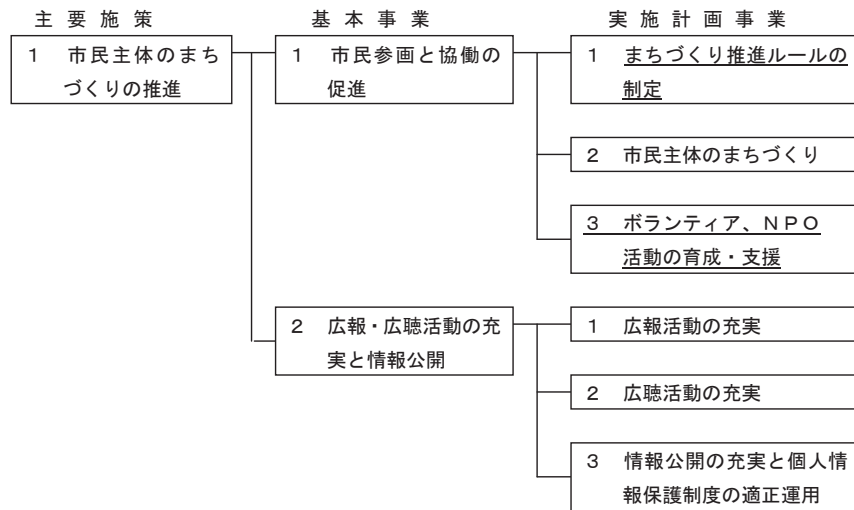 主要施策
基本事業
実施計画事業
1　市民主体のまち
づくりの推進
1　市民参画と協働の
促進
1　まちづくり推進ルールの
制定
2　市民主体のまちづくり
3　ボランティア、NPO
活動の育成・支援
2　広報・広聴活動の充
実と情報公開
1　広報活動の充実
2　広聴活動の充実
3　情報公開の充実と個人情
報保護制度の適正運用